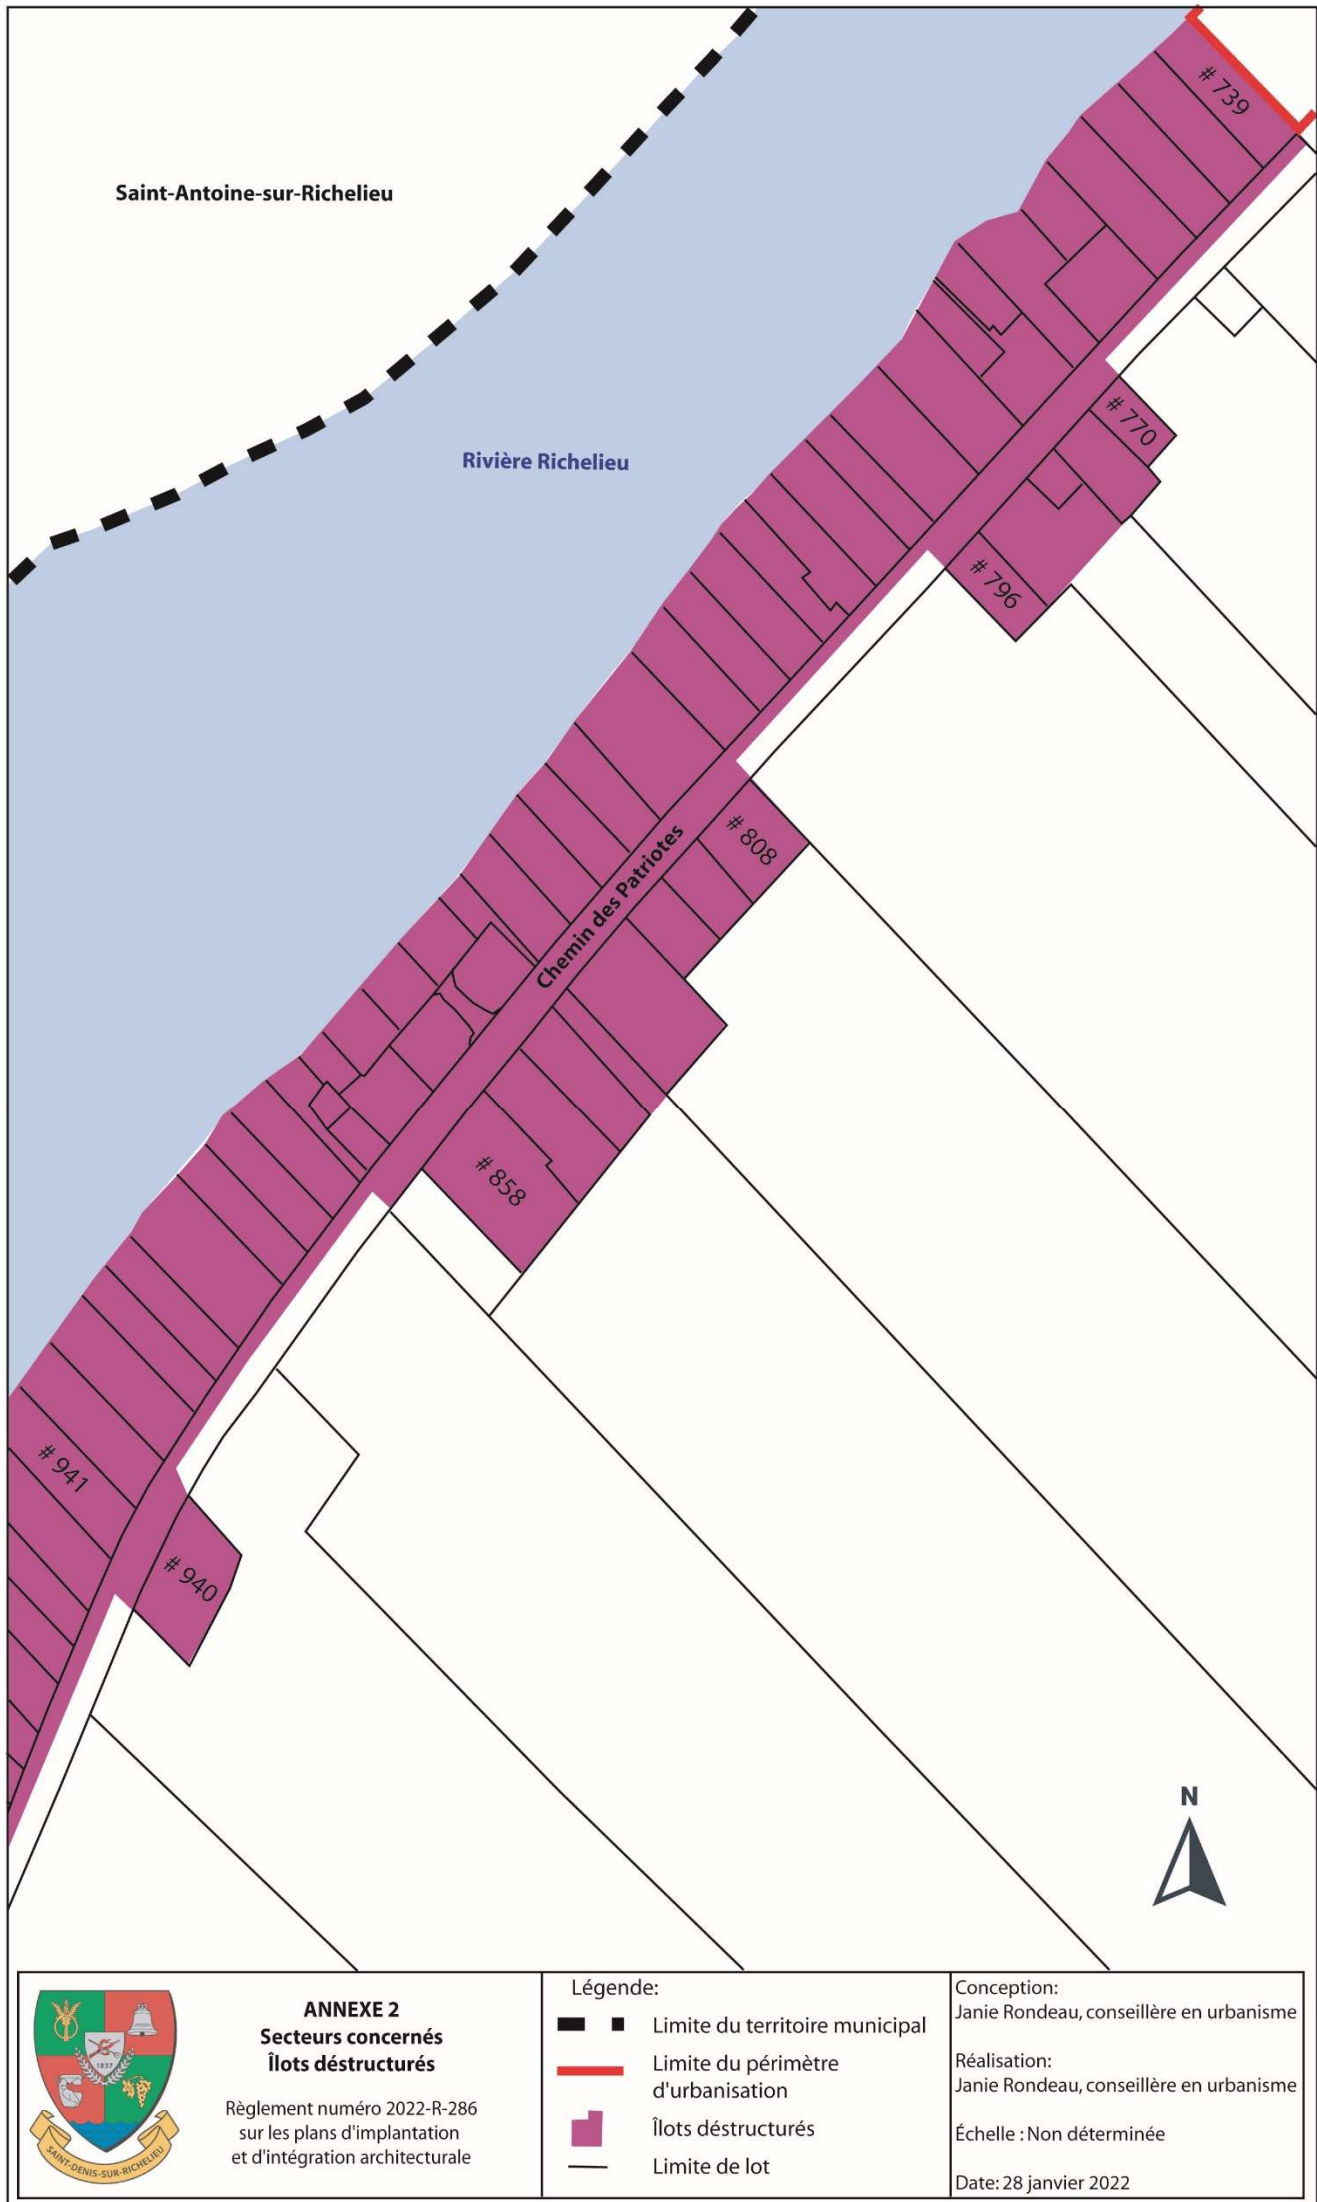 # 739
Saint-Antoine-sur-Richelieu
# 770
Rivière Richelieu
# 796
# 808
Chemin des Patriotes
# 858
# 941
# 940
N
1837
SAINT-DENIS-SUR-RICHELIEU
ANNEXE 2
Secteurs concernés
Îlots déstructurés
Règlement numéro 2022-R-286
sur les plans d'implantation
et d'intégration architecturale
Légende:
Limite du territoire municipal
Limite du périmètre
d'urbanisation
Îlots déstructurés
Limite de lot
Conception:
Janie Rondeau, conseillère en urbanisme
Réalisation:
Janie Rondeau, conseillère en urbanisme
Échelle : Non déterminée
Date: 28 janvier 2022